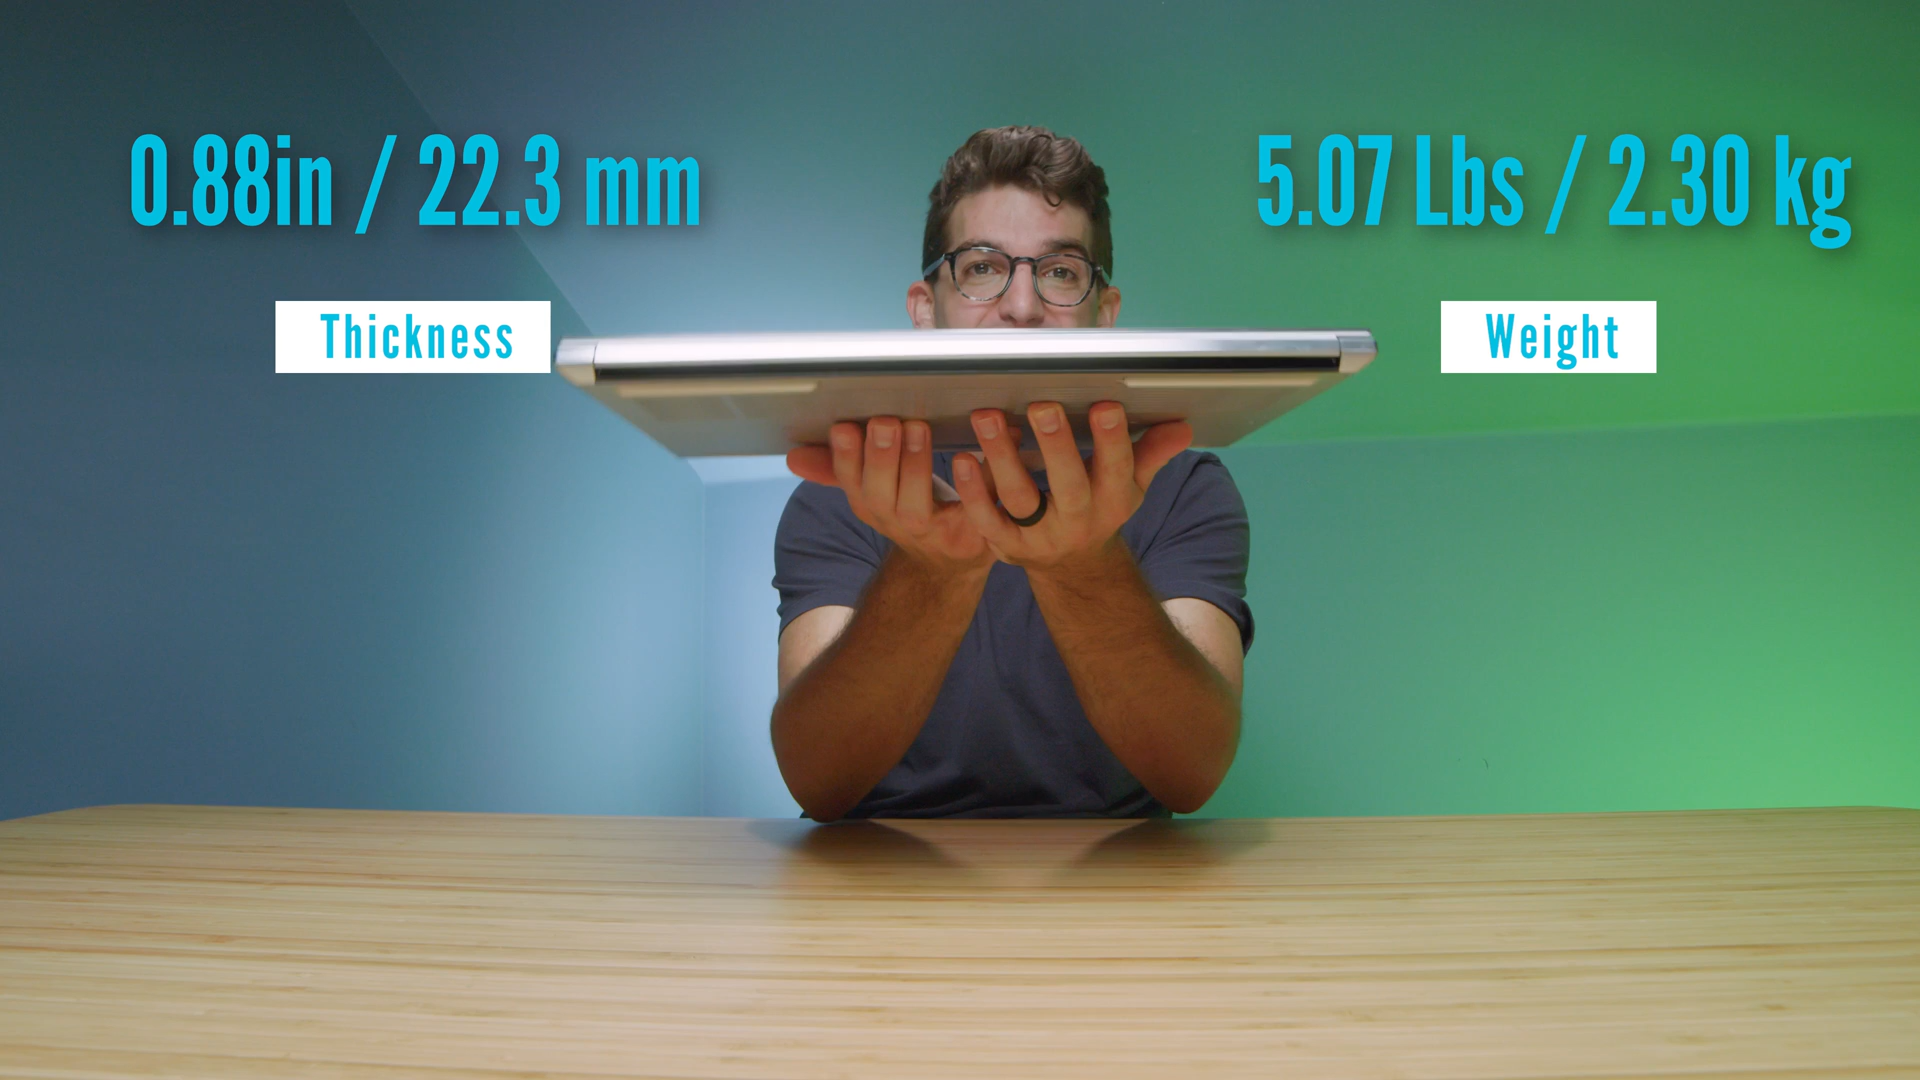 0.88in / 22.3 mm
Thickness
5.07 Lbs / 2.30 kg
Weight